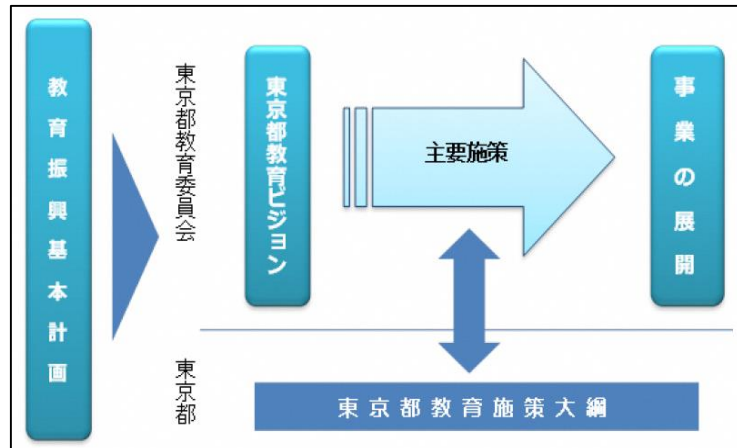 教育振興基本計画
東京都教育委員会
東京都教育ビジョン
主要施策
事業の展開
東京都
東京都教育施策大綱